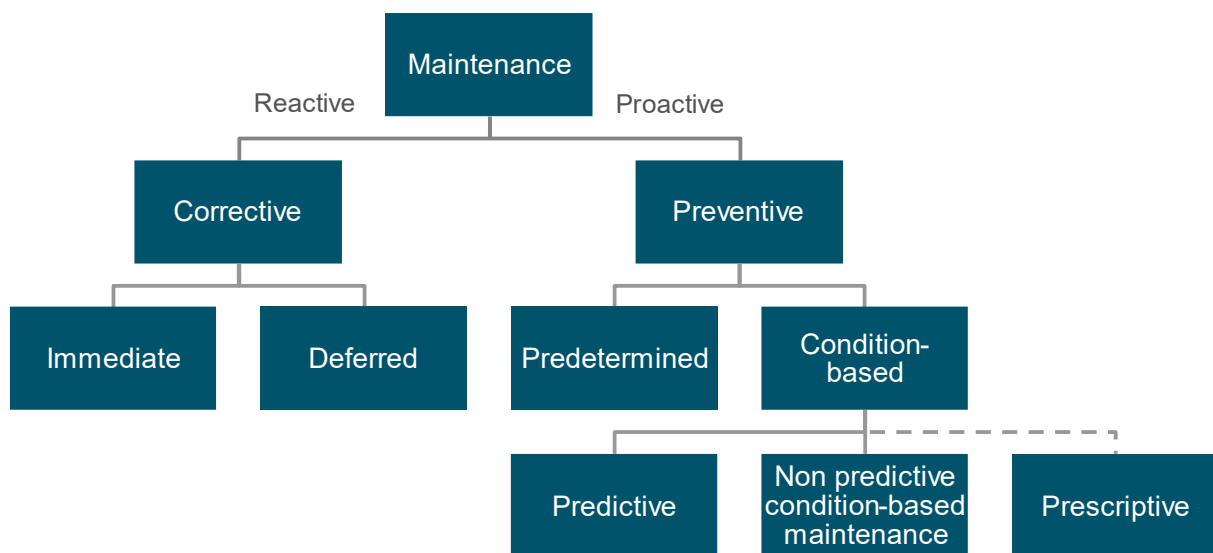 Maintenance
Reactive
Proactive
Corrective
Preventive
Immediate
Deferred
Predetermined
Condition-
based
Predictive
Non predictive
condition-based
maintenance
Prescriptive